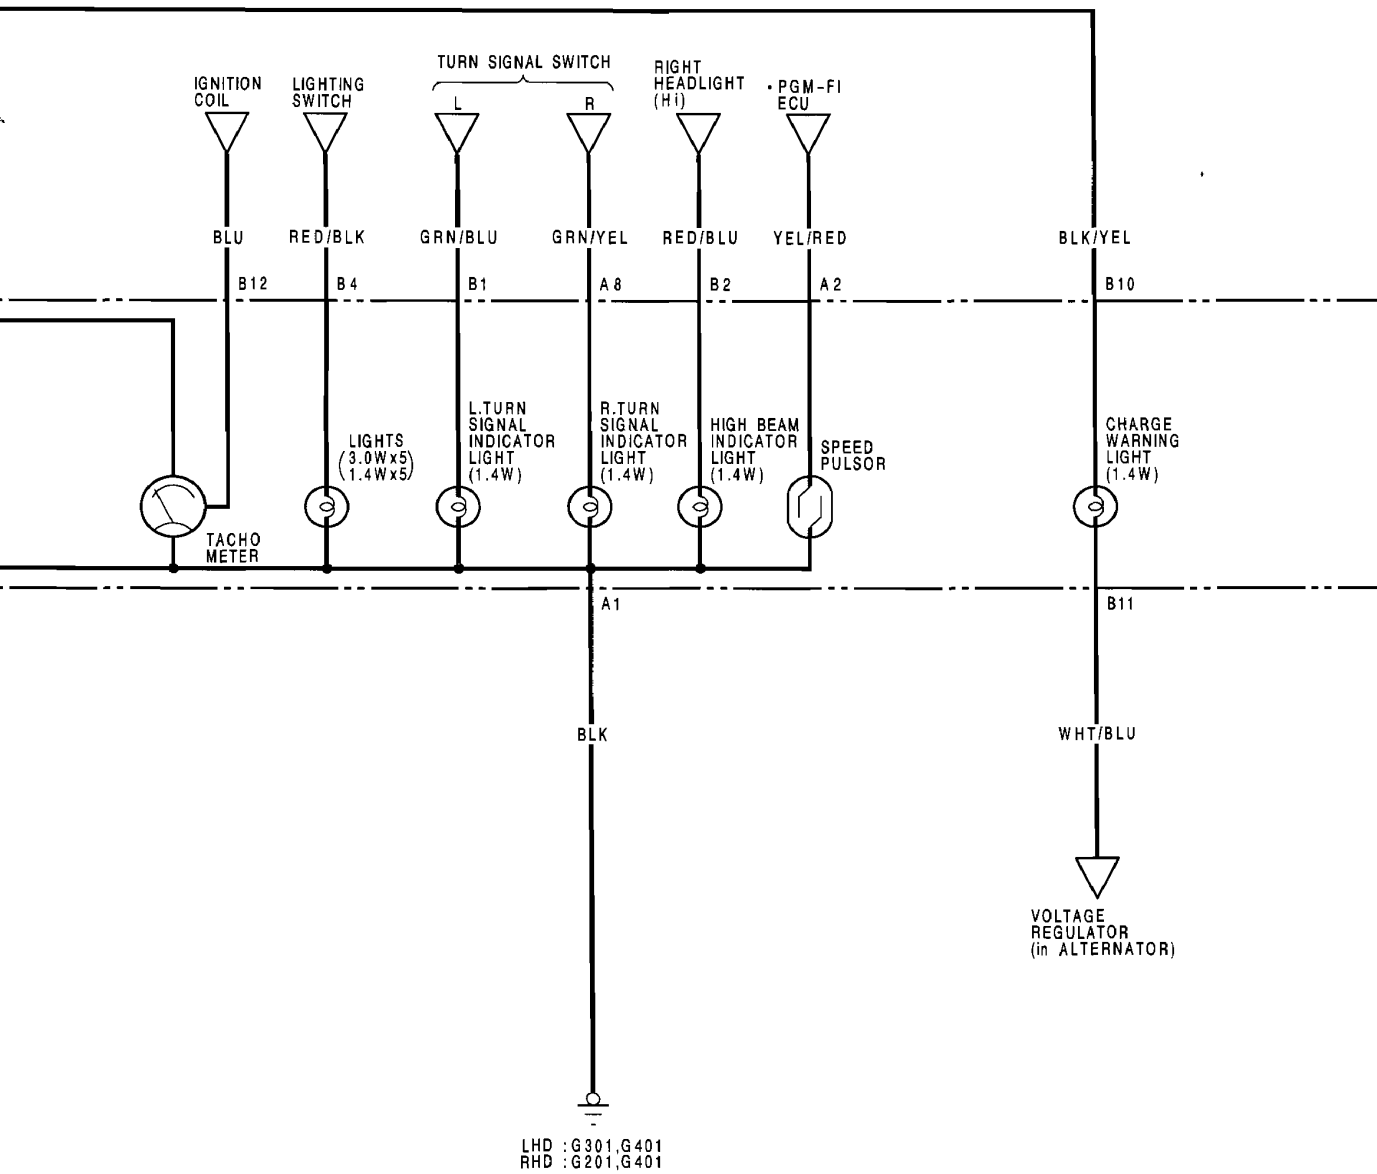 TURN SIGNAL SWITCH
IGNITION
COIL
LIGHTING
SWITCH
L
R
RIGHT
HEADLIGHT
(Hi)
• PGM-FI
ECU
BLU
RED/BLK
GRN/BLU
GRN/YEL
RED/BLU
YEL/RED
BLK/YEL
B12
B4
B1
A8
B2
A2
B10
LIGHTS
(3.0Wx5)
(1.4Wx5)
L.TURN
SIGNAL
INDICATOR
LIGHT
(1.4W)
R.TURN
SIGNAL
INDICATOR
LIGHT
(1.4W)
HIGH BEAM
INDICATOR
LIGHT
(1.4W)
SPEED
PULSOR
CHARGE
WARNING
LIGHT
(1.4W)
TACHO
METER
A1
B11
BLK
WHT/BLU
VOLTAGE
REGULATOR
(in ALTERNATOR)
LHD :G301,G401
RHD :G201,G401